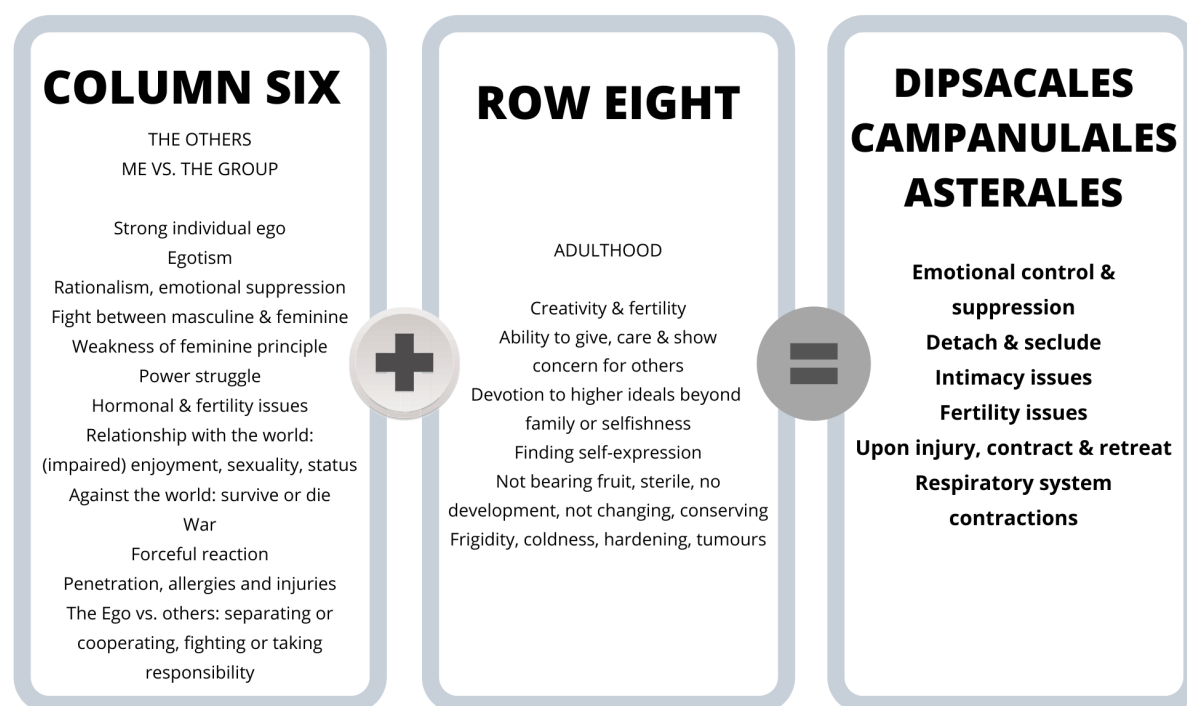 COLUMN SIX
THE OTHERS
ME VS. THE GROUP
Strong individual ego
Egotism
Rationalism, emotional suppression
Fight between masculine & feminine
Weakness of feminine principle
Power struggle
Hormonal & fertility issues
Relationship with the world:
(impaired) enjoyment, sexuality, status
Against the world: survive or die
War
Forceful reaction
Penetration, allergies and injuries
The Ego vs. others: separating or
cooperating, fighting or taking
responsibility
ROW EIGHT
ADULTHOOD
Creativity & fertility
Ability to give, care & show
concern for others
Devotion to higher ideals beyond
family or selfishness
Finding self-expression
Not bearing fruit, sterile, no
development, not changing, conserving
Frigidity, coldness, hardening, tumours
DIPSACALES
CAMPANULALES
ASTERALES
Emotional control &
suppression
Detach & seclude
Intimacy issues
Fertility issues
Upon injury, contract & retreat
Respiratory system
contractions